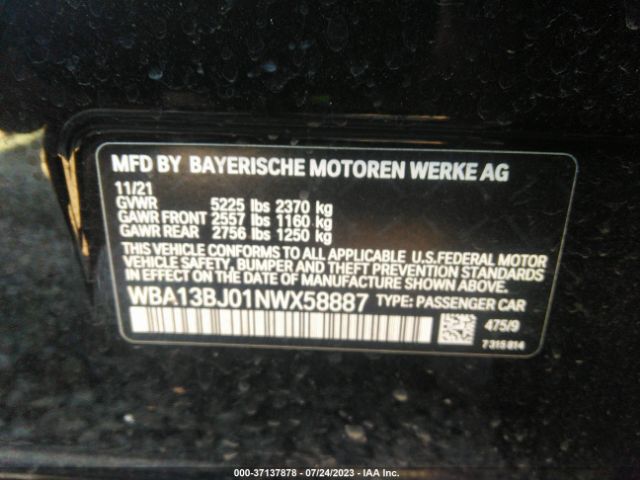 MFD BY BAYERISCHE MOTOREN WERKE AG
11/21
GVWR 5225 lbs 2370 kg
GAWR FRONT 2557 lbs 1160 kg
GAWR REAR 2756 lbs 1250 kg
THIS VEHICLE CONFORMS TO ALL APPLICABLE U.S.FEDERAL MOTOR
VEHICLE SAFETY, BUMPER AND THEFT PREVENTION STANDARDS IN
EFFECT ON THE DATE OF MANUFACTURE SHOWN ABOVE.
WBA13BJ01NWX58887 TYPE: PASSENGER CAR
475/9
7 315 814
000-37137878 - 07/24/2023 - IAA Inc.